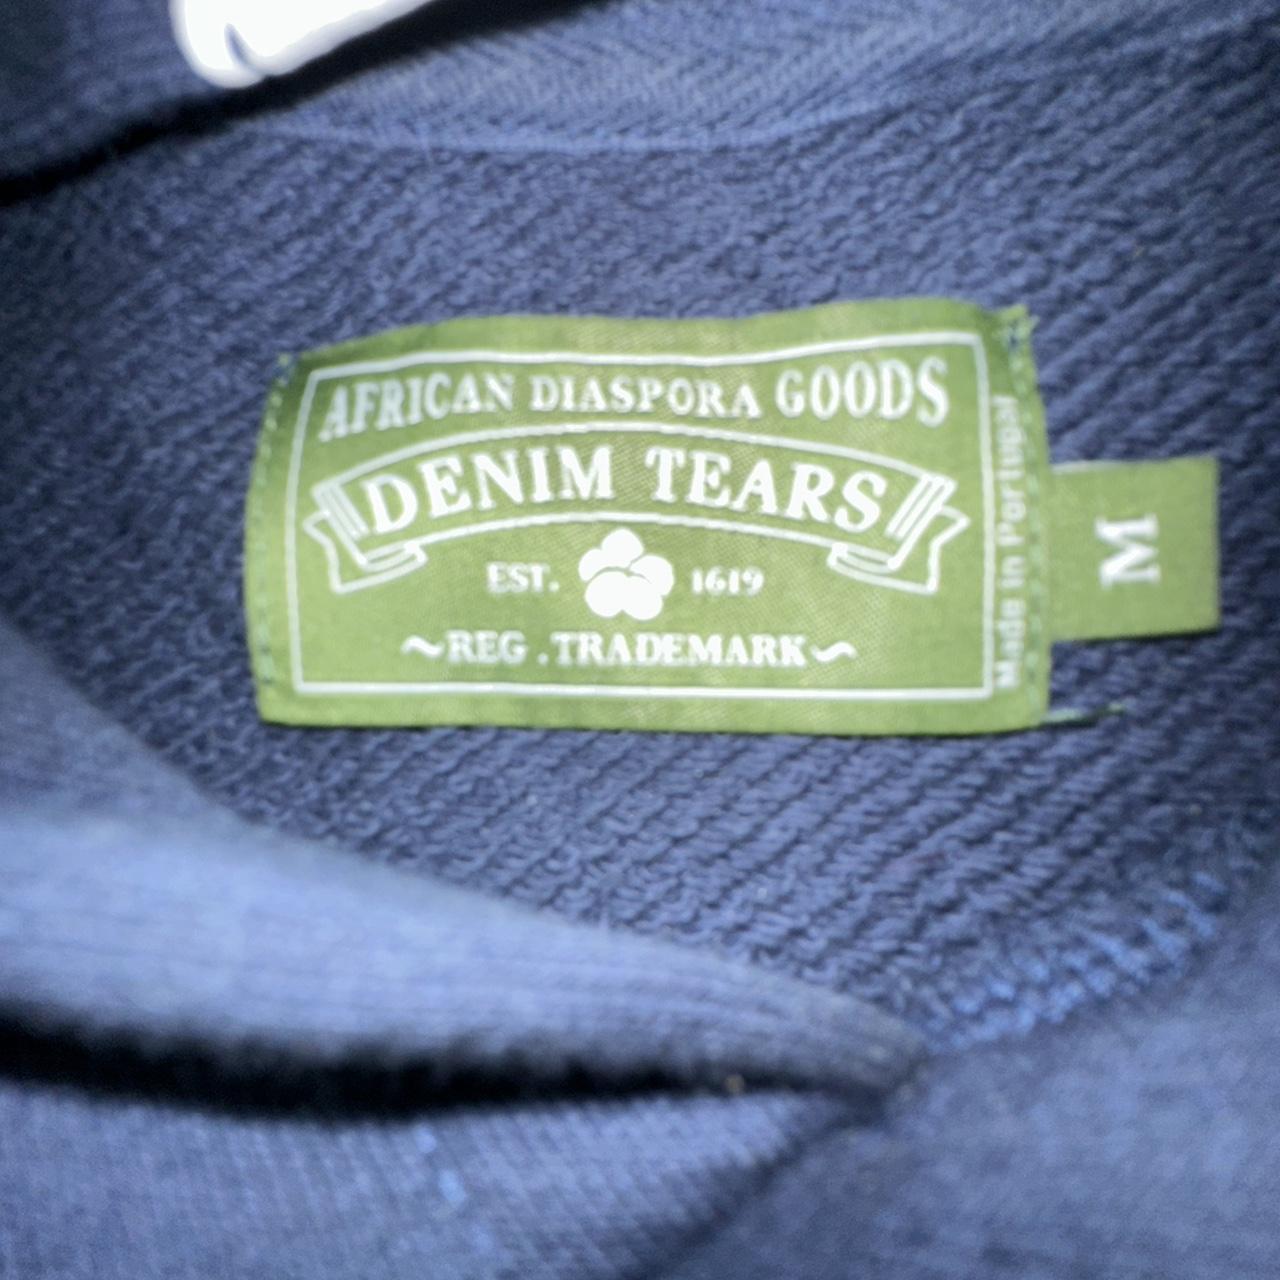 AFRICAN DIASPORA GOODS
DENIM TEARS
EST. 1619
~REG .TRADEMARK~
Made in Portugal
M